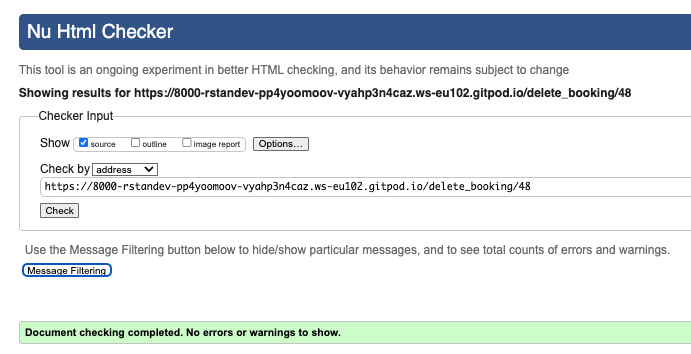 Nu Html Checker
This tool is an ongoing experiment in better HTML checking, and its behavior remains subject to change
Showing results for https://8000-rstandev-pp4yoomoov-vyahp3n4caz.ws-eu102.gitpod.io/delete_booking/48
Checker Input
Show source outline image report Options...
Check by address
https://8000-rstandev-pp4yoomoov-vyahp3n4caz.ws-eu102.gitpod.io/delete_booking/48
Check
Use the Message Filtering button below to hide/show particular messages, and to see total counts of errors and warnings.
Message Filtering
Document checking completed. No errors or warnings to show.